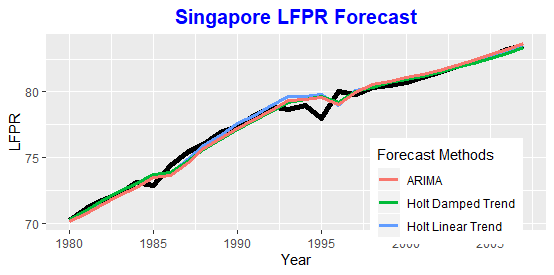 Singapore LFPR Forecast
80
75
70
LFPR
1980
1985
1990
1995
2000
2005
Year
Forecast Methods
ARIMA
Holt Damped Trend
Holt Linear Trend